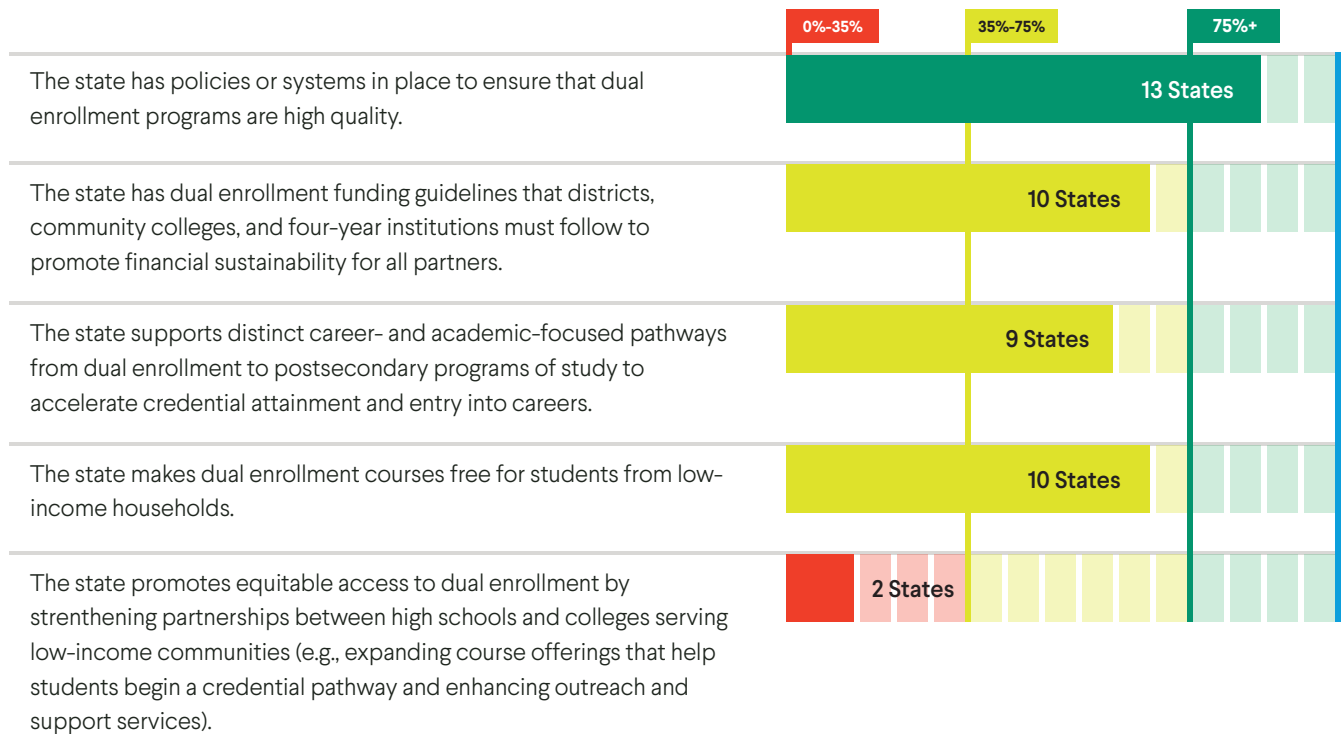 0%-35%
35%-75%
75%+
The state has policies or systems in place to ensure that dual
enrollment programs are high quality.
13 States
The state has dual enrollment funding guidelines that districts,
community colleges, and four-year institutions must follow to
promote financial sustainability for all partners.
10 States
The state supports distinct career- and academic-focused pathways
from dual enrollment to postsecondary programs of study to
accelerate credential attainment and entry into careers.
9 States
The state makes dual enrollment courses free for students from low-
income households.
10 States
The state promotes equitable access to dual enrollment by
strenthening partnerships between high schools and colleges serving
low-income communities (e.g., expanding course offerings that help
students begin a credential pathway and enhancing outreach and
support services).
2 States